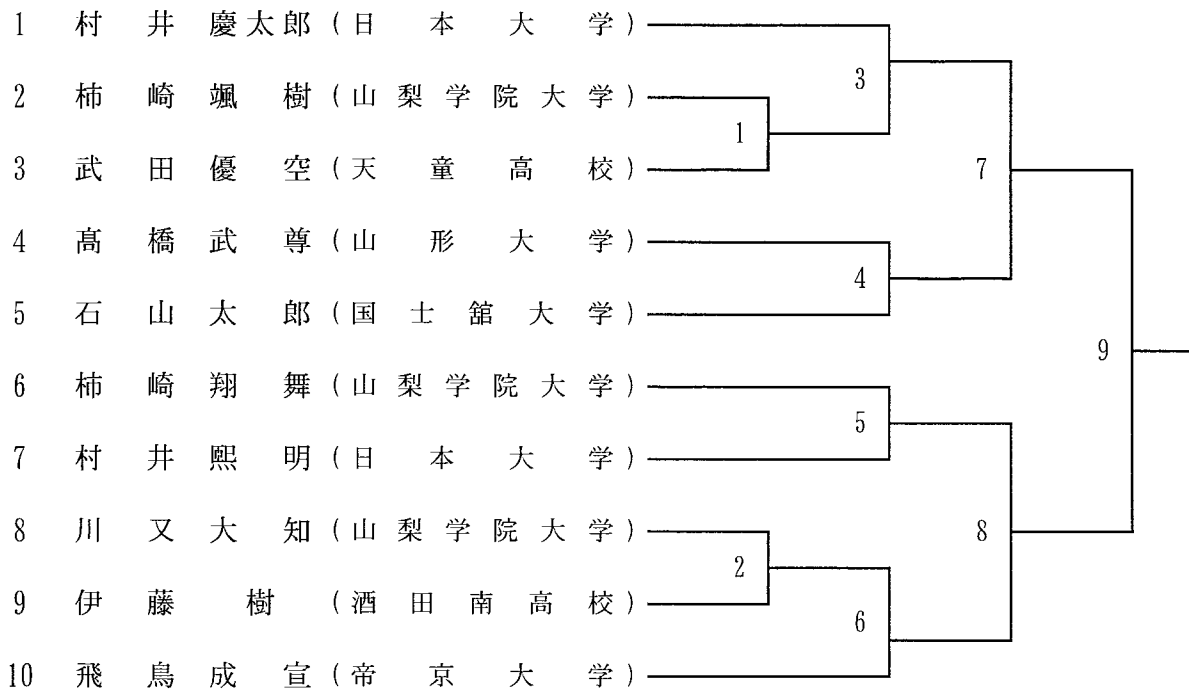 1 村井慶太郎（日本大学）
3
2 柿崎颯樹（山梨学院大学）
1
3 武田優空（天童高校）
7
4 髙橋武尊（山形大学）
4
5 石山太郎（国士舘大学）
9
6 柿崎翔舞（山梨学院大学）
5
7 村井熙明（日本大学）
8 川又大知（山梨学院大学）
8
2
9 伊藤樹（酒田南高校）
6
10 飛鳥成宣（帝京大学）